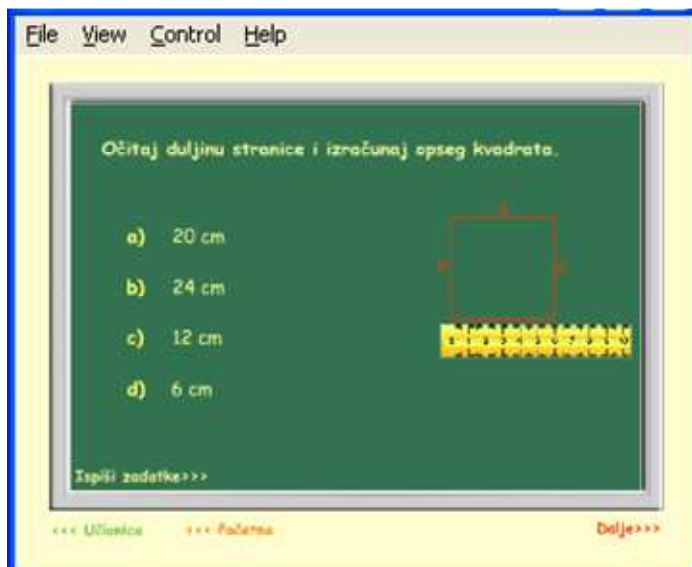 File View Control Help
Očitaj duljinu stranice i izračunaj opseg kvadrata.
a) 20 cm
b) 24 cm
c) 12 cm
d) 6 cm
Ispiši zadatke>>>
<<< Učionica <<< Početna Dalje>>>